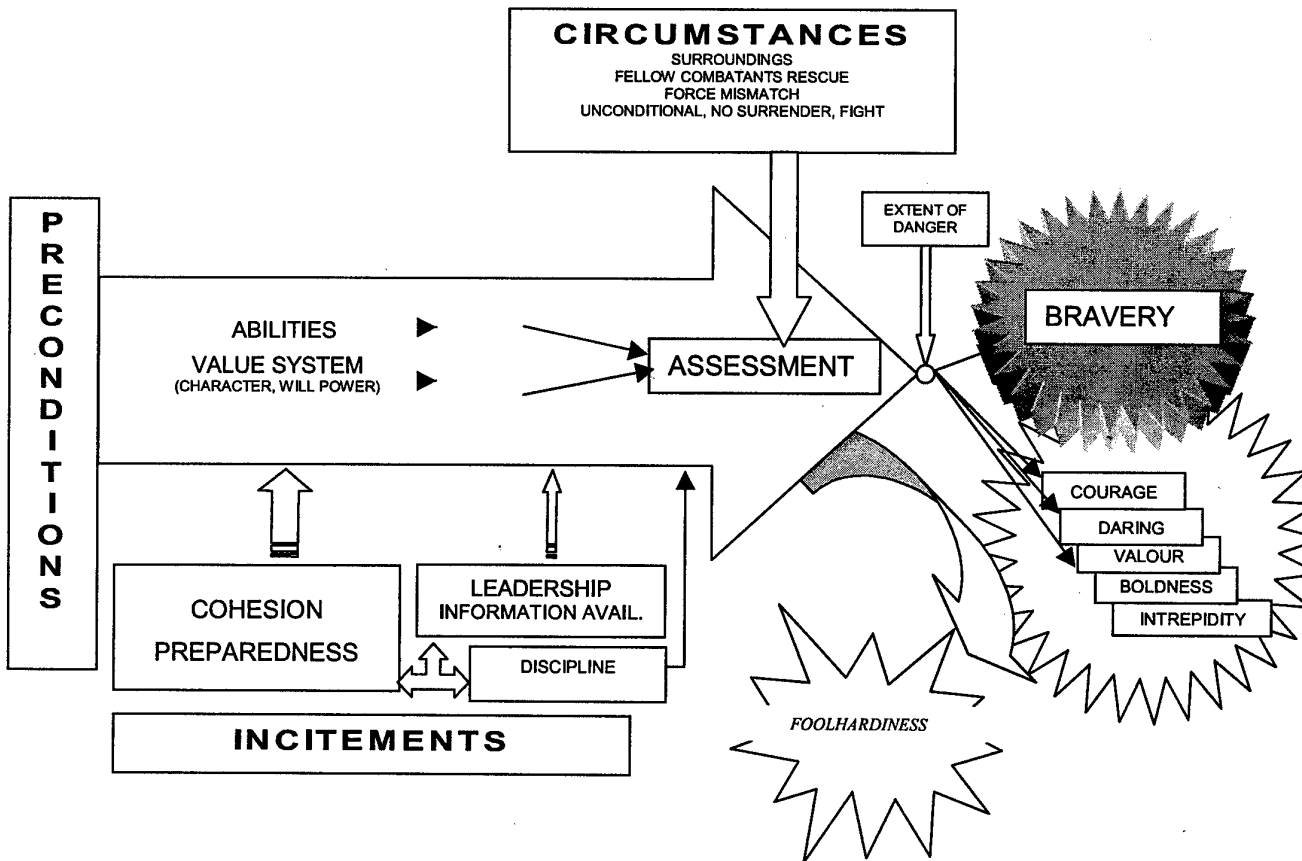 CIRCUMSTANCES
SURROUNDINGS
FELLOW COMBATANTS RESCUE
FORCE MISMATCH
UNCONDITIONAL, NO SURRENDER, FIGHT
PRECONDITIONS
EXTENT OF
DANGER
BRAVERY
ABILITIES
VALUE SYSTEM
(CHARACTER, WILL POWER)
ASSESSMENT
COURAGE
DARING
VALOUR
BOLDNESS
INTREPIDITY
COHESION
PREPAREDNESS
LEADERSHIP
INFORMATION AVAIL.
DISCIPLINE
FOOLHARDINESS
INCITEMENTS